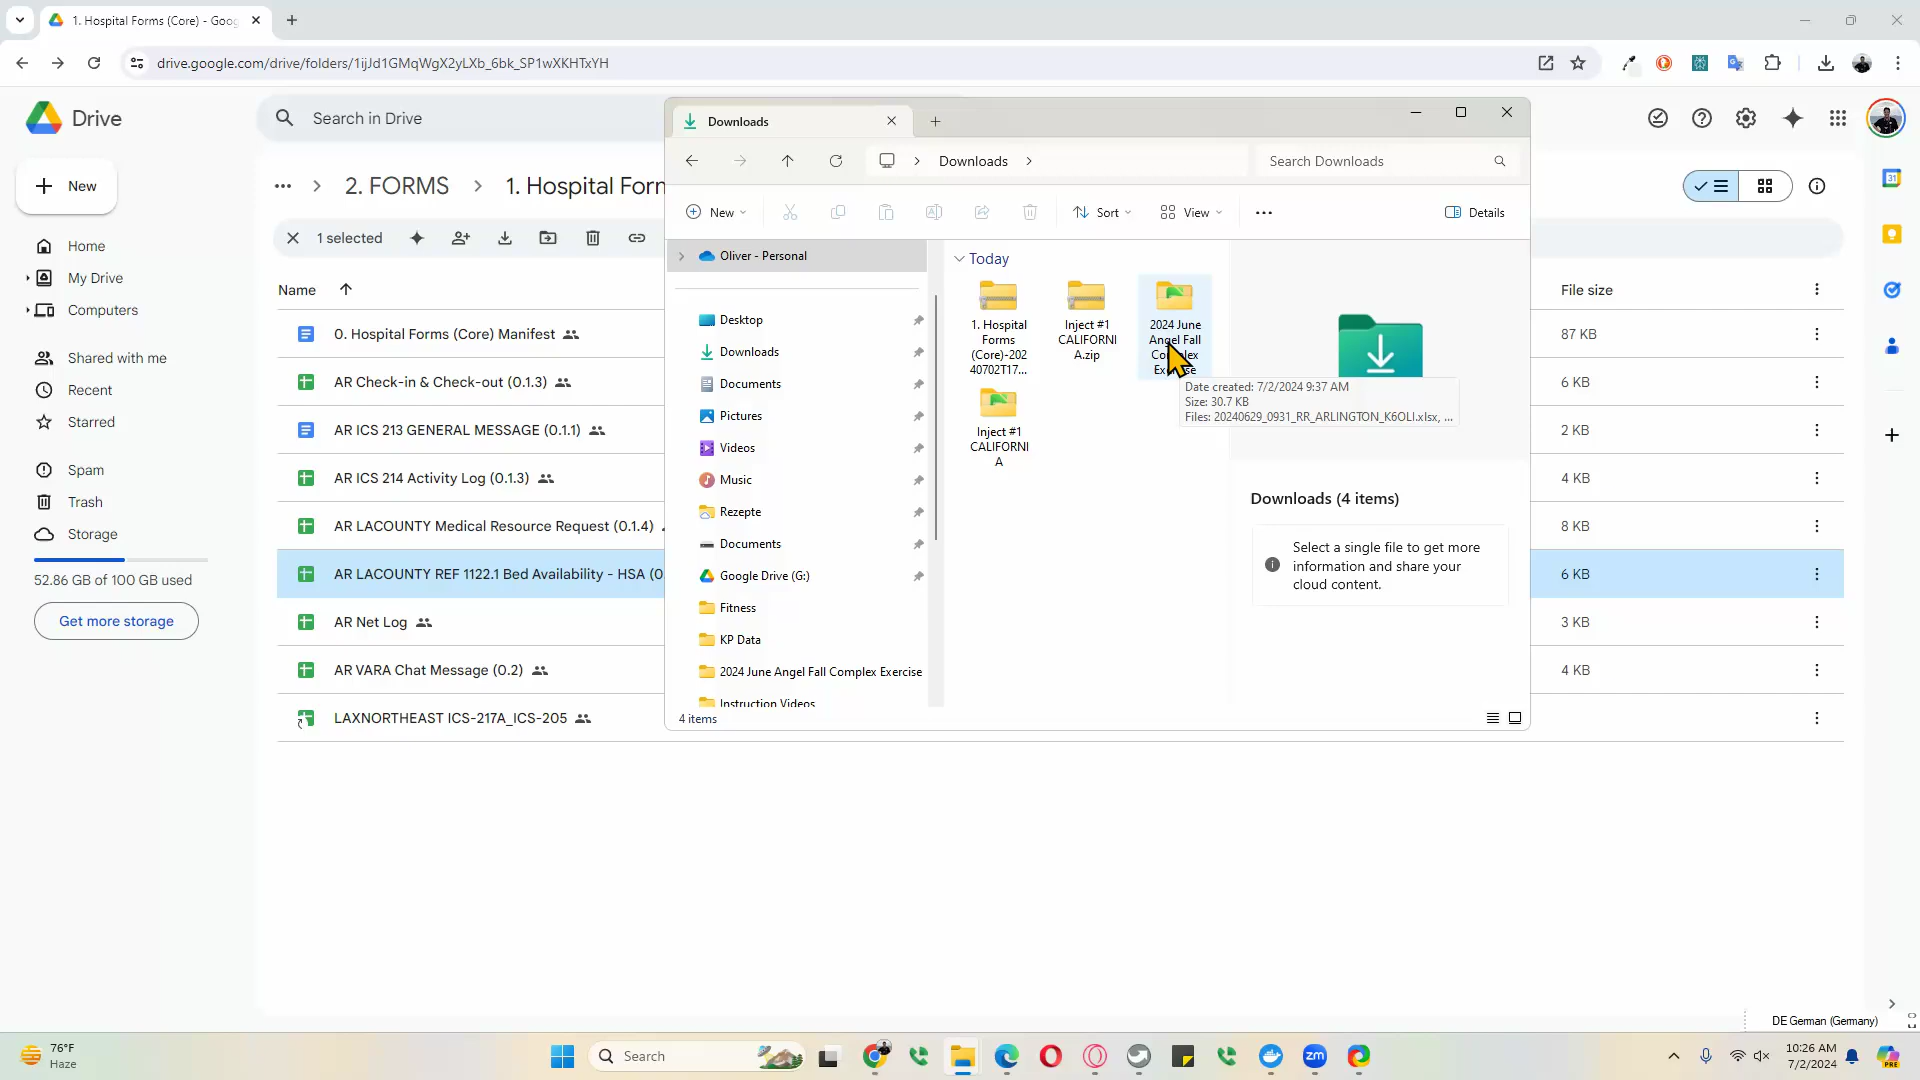 1. Hospital Forms (Core) - Goog
drive.google.com/drive/folders/1ijJd1GMqWgX2yLXb_6bk_SP1wXKHTxYH
Drive
Search in Drive
New
Home
My Drive
Computers
Shared with me
Recent
Starred
Spam
Trash
Storage
52.86 GB of 100 GB used
Get more storage
2. FORMS
1. Hospital Forn
1 selected
Name
File size
0. Hospital Forms (Core) Manifest
87 KB
AR Check-in & Check-out (0.1.3)
6 KB
AR ICS 213 GENERAL MESSAGE (0.1.1)
2 KB
AR ICS 214 Activity Log (0.1.3)
4 KB
AR LACOUNTY Medical Resource Request (0.1.4)
8 KB
AR LACOUNTY REF 1122.1 Bed Availability - HSA (0.
6 KB
AR Net Log
3 KB
AR VARA Chat Message (0.2)
4 KB
LAXNORTHEAST ICS-217A_ICS-205
Downloads
Downloads
Search Downloads
New
Sort
View
Details
Oliver - Personal
Desktop
Downloads
Documents
Pictures
Videos
Music
Rezepte
Documents
Google Drive (G:)
Fitness
KP Data
2024 June Angel Fall Complex Exercise
Instruction Videos
Today
1. Hospital
Forms
(Core)-202
40702T17...
Inject #1
CALIFORNI
A.zip
2024 June
Angel Fall
Complex
Exercise
Inject #1
CALIFORNI
A
Date created: 7/2/2024 9:37 AM
Size: 30.7 KB
Files: 20240629_0931_RR_ARLINGTON_K6OLI.xlsx, ...
Downloads (4 items)
Select a single file to get more
information and share your
cloud content.
4 items
31
DE German (Germany)
76°F
Haze
Search
zm
10:26 AM
7/2/2024
PRE